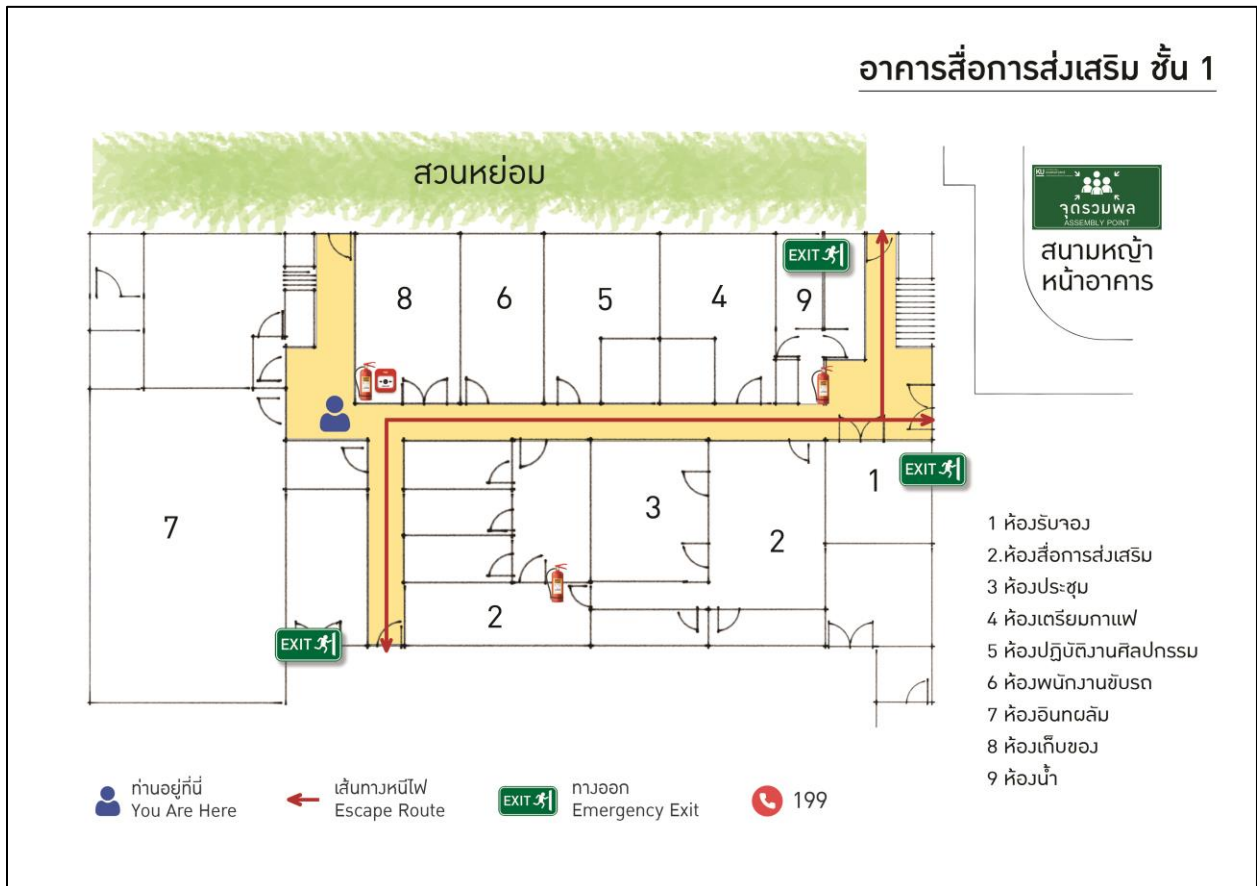 อาคารสื่อการส่งเสริม ชั้น 1
สวนหย่อม
KU
จุดรวมพล
ASSEMBLY POINT
สนามหญ้า
หน้าอาคาร
EXIT
8
6
5
4
9
EXIT
1
7
3
2
2
EXIT
1 ห้องรับจอง
2.ห้องสื่อการส่งเสริม
3 ห้องประชุม
4 ห้องเตรียมกาแฟ
5 ห้องปฏิบัติงานศิลปกรรม
6 ห้องพนักงานขับรถ
7 ห้องอินทผลัม
8 ห้องเก็บของ
9 ห้องน้ำ
ท่านอยู่ที่นี่
You Are Here
เส้นทางหนีไฟ
Escape Route
EXIT
ทางออก
Emergency Exit
199